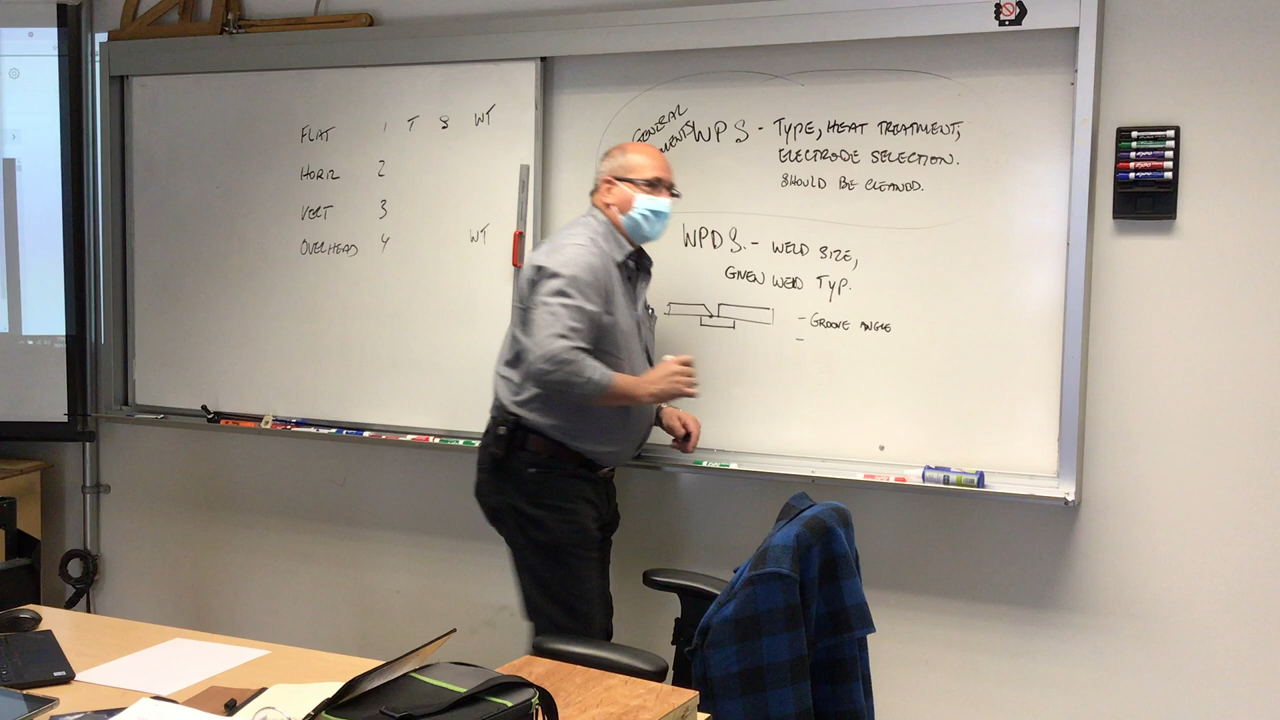 FLAT 1 T S WT
HORIZ 2
VERT 3
OVERHEAD 4 WT
GENERAL
WPS - TYPE, HEAT TREATMENT,
ELECTRODE SELECTION.
SHOULD BE CLEANED.
WPDS. - WELD SIZE,
GIVEN WELD TYP.
- GROOVE ANGLE
-